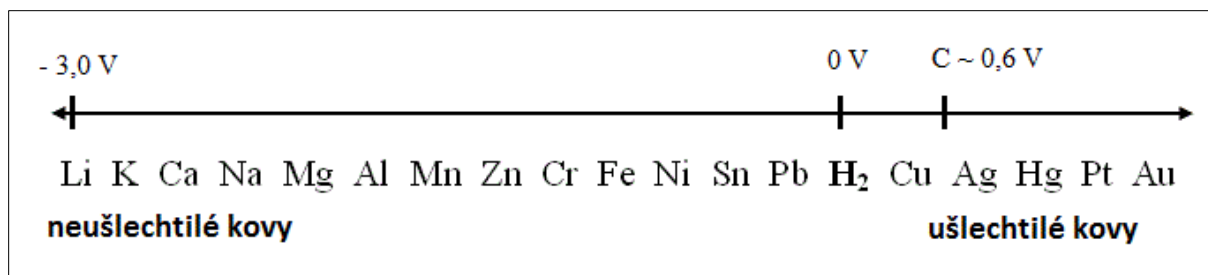 - 3,0 V 0 V C ~ 0,6 V
Li K Ca Na Mg Al Mn Zn Cr Fe Ni Sn Pb H₂ Cu Ag Hg Pt Au
neušlechtilé kovy ušlechtilé kovy